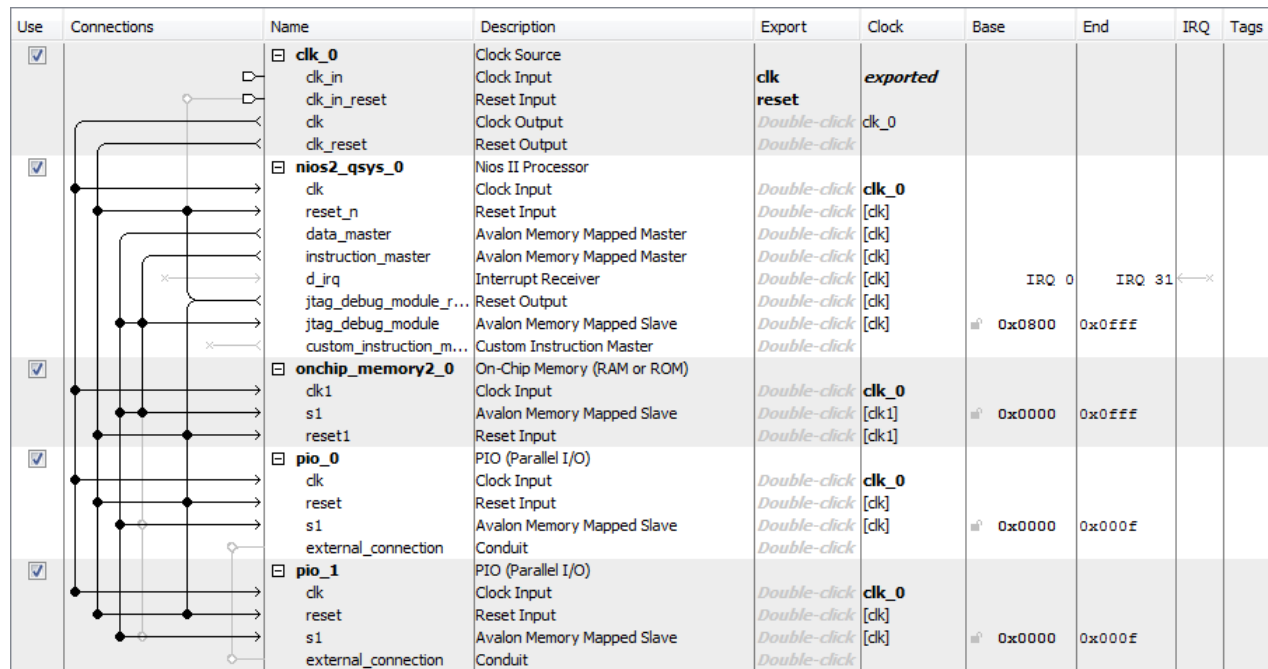 Use Connections Name Description Export Clock Base End IRQ Tags
clk_0 Clock Source
clk_in Clock Input clk exported
clk_in_reset Reset Input reset
clk Clock Output Double-click clk_0
clk_reset Reset Output Double-click
nios2_qsys_0 Nios II Processor
clk Clock Input Double-click clk_0
reset_n Reset Input Double-click [clk]
data_master Avalon Memory Mapped Master Double-click [clk]
instruction_master Avalon Memory Mapped Master Double-click [clk]
d_irq Interrupt Receiver Double-click [clk] IRQ 0 IRQ 31
jtag_debug_module_r... Reset Output Double-click [clk]
jtag_debug_module Avalon Memory Mapped Slave Double-click [clk] 0x0800 0x0fff
custom_instruction_m... Custom Instruction Master Double-click
onchip_memory2_0 On-Chip Memory (RAM or ROM)
clk1 Clock Input Double-click clk_0
s1 Avalon Memory Mapped Slave Double-click [clk1] 0x0000 0x0fff
reset1 Reset Input Double-click [clk1]
pio_0 PIO (Parallel I/O)
clk Clock Input Double-click clk_0
reset Reset Input Double-click [clk]
s1 Avalon Memory Mapped Slave Double-click [clk] 0x0000 0x000f
external_connection Conduit Double-click
pio_1 PIO (Parallel I/O)
clk Clock Input Double-click clk_0
reset Reset Input Double-click [clk]
s1 Avalon Memory Mapped Slave Double-click [clk] 0x0000 0x000f
external_connection Conduit Double-click